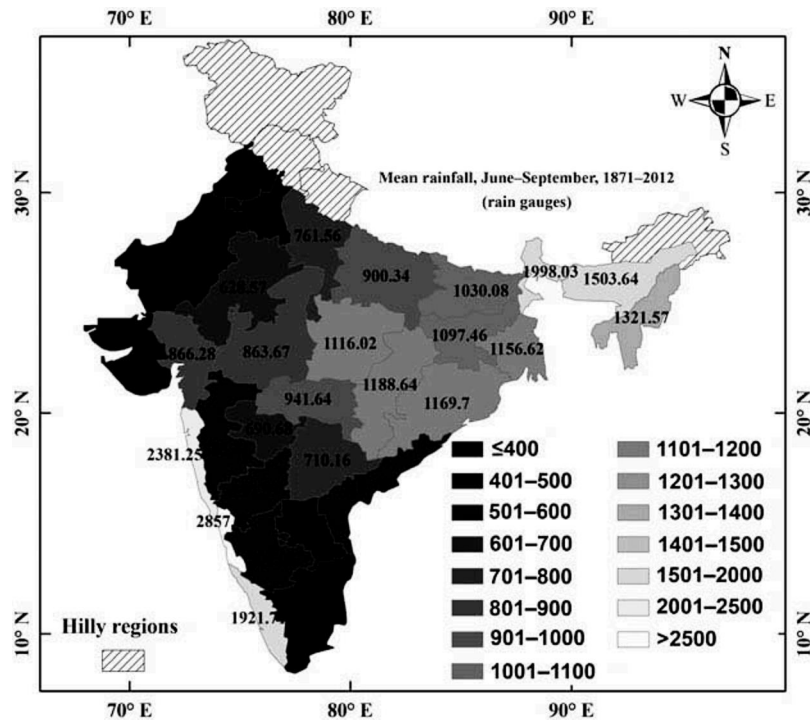 70° E 80° E 90° E
N
W E
S
Mean rainfall, June–September, 1871–2012
(rain gauges)
30° N 30° N
761.56
1998.03 1503.64
900.34
628.57
1030.08
1321.57
1097.46
1116.02
866.28 863.67 1156.62
1188.64
941.64
1169.7
20° N 20° N
690.68
2381.25 710.16
≤400 1101–1200
401–500 1201–1300
501–600 1301–1400
2857
601–700 1401–1500
701–800 1501–2000
801–900 2001–2500
1921.7
Hilly regions
901–1000 >2500
10° N 10° N
1001–1100
70° E 80° E 90° E